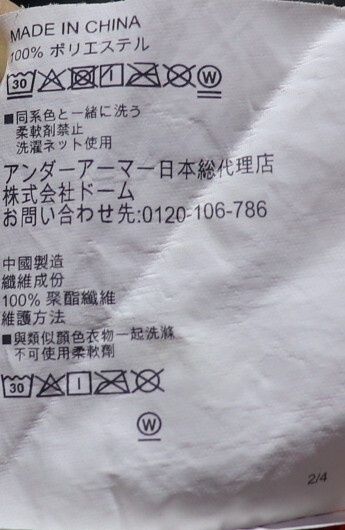 MADE IN CHINA
100% ポリエステル
30 W
■同系色と一緒に洗う
柔軟剤禁止
洗濯ネット使用
アンダーアーマー日本総代理店
株式会社ドーム
お問い合わせ先:0120-106-786
中國製造
纖維成份
100% 聚酯纖維
維護方法
■與類似顏色衣物一起洗滌
不可使用柔軟劑
30
W
2/4